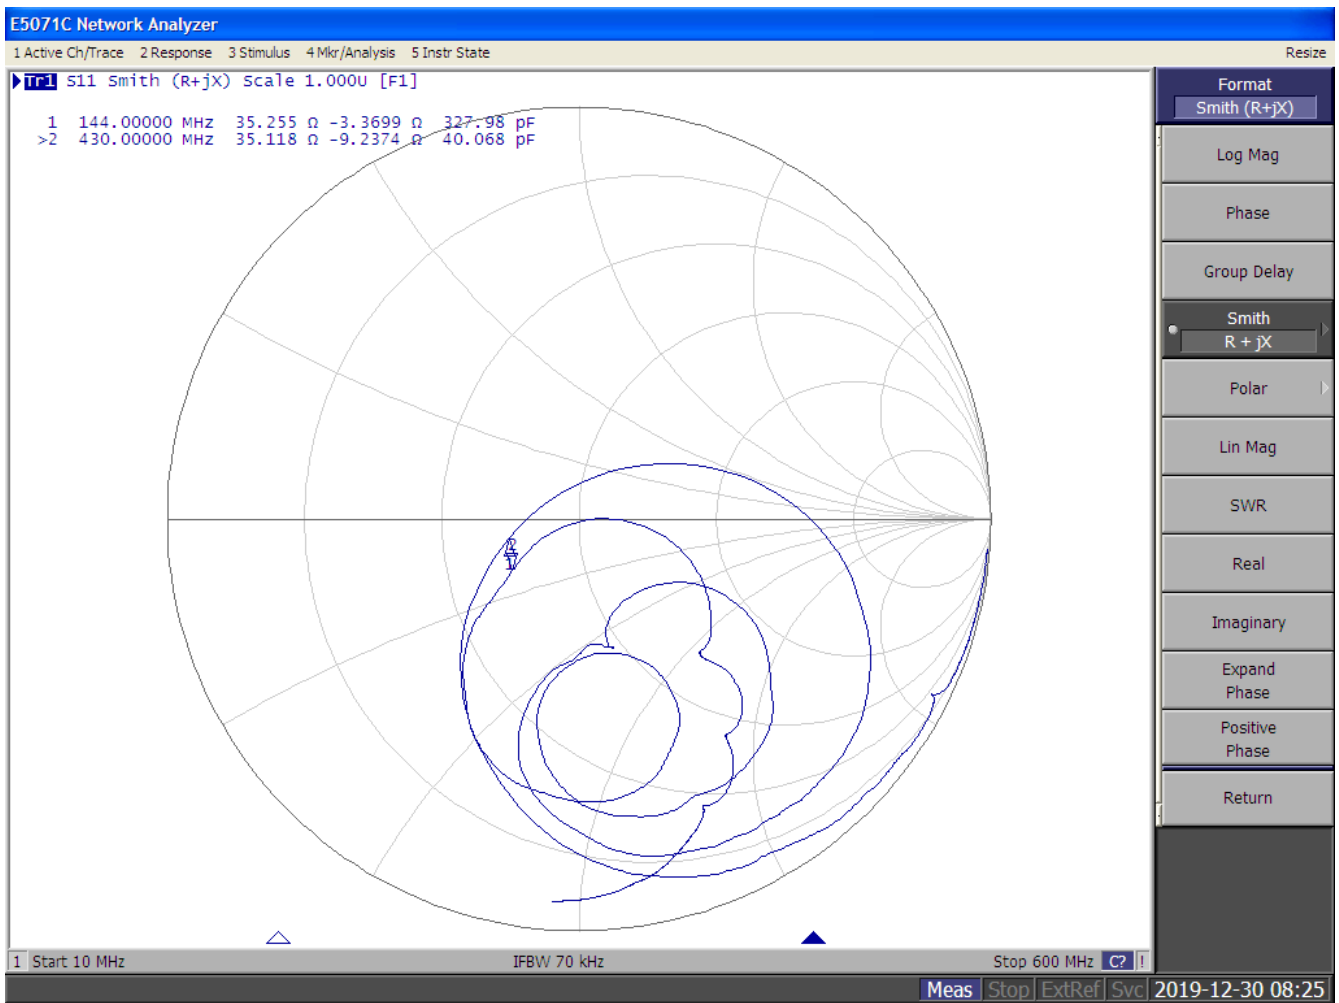 E5071C Network Analyzer
1 Active Ch/Trace 2 Response 3 Stimulus 4 Mkr/Analysis 5 Instr State Resize
Tr1 S11 Smith (R+jX) Scale 1.000U [F1]
1 144.00000 MHz 35.255 Ω -3.3699 Ω 327.98 pF
>2 430.00000 MHz 35.118 Ω -9.2374 Ω 40.068 pF
2
1
Format
Smith (R+jX)
Log Mag
Phase
Group Delay
Smith
R + jX
Polar
Lin Mag
SWR
Real
Imaginary
Expand
Phase
Positive
Phase
Return
1 Start 10 MHz IFBW 70 kHz Stop 600 MHz C? !
Meas Stop ExtRef Svc 2019-12-30 08:25